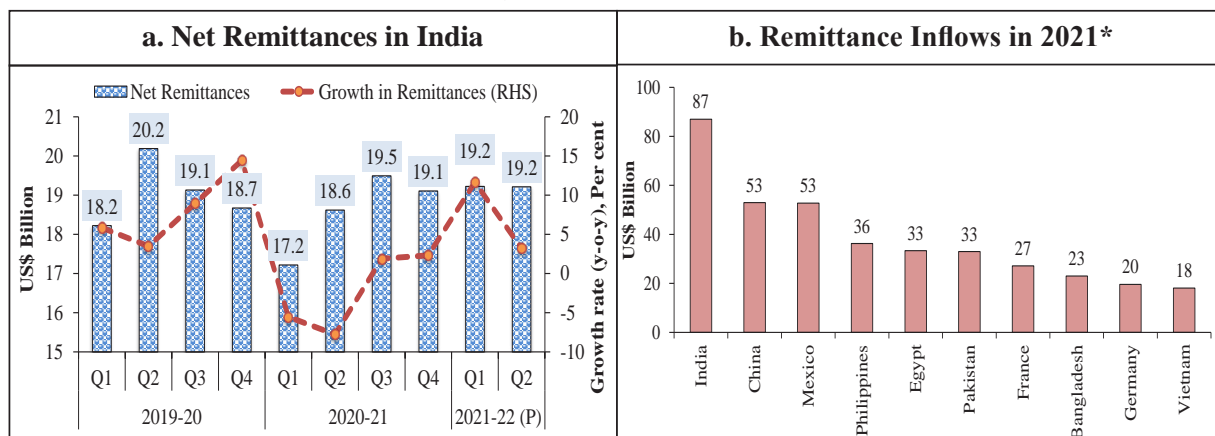 a. Net Remittances in India
Net Remittances
Growth in Remittances (RHS)
US$ Billion
21
20
19
18
17
16
15
18.2
20.2
19.1
18.7
17.2
18.6
19.5
19.1
19.2
19.2
20
15
10
5
0
-5
-10
Growth rate (y-o-y), Per cent
Q1 Q2 Q3 Q4 Q1 Q2 Q3 Q4 Q1 Q2
2019-20 2020-21 2021-22 (P)
b. Remittance Inflows in 2021*
US$ Billion
100
80
60
40
20
0
87
53
53
36
33
33
27
23
20
18
India
China
Mexico
Philippines
Egypt
Pakistan
France
Bangladesh
Germany
Vietnam